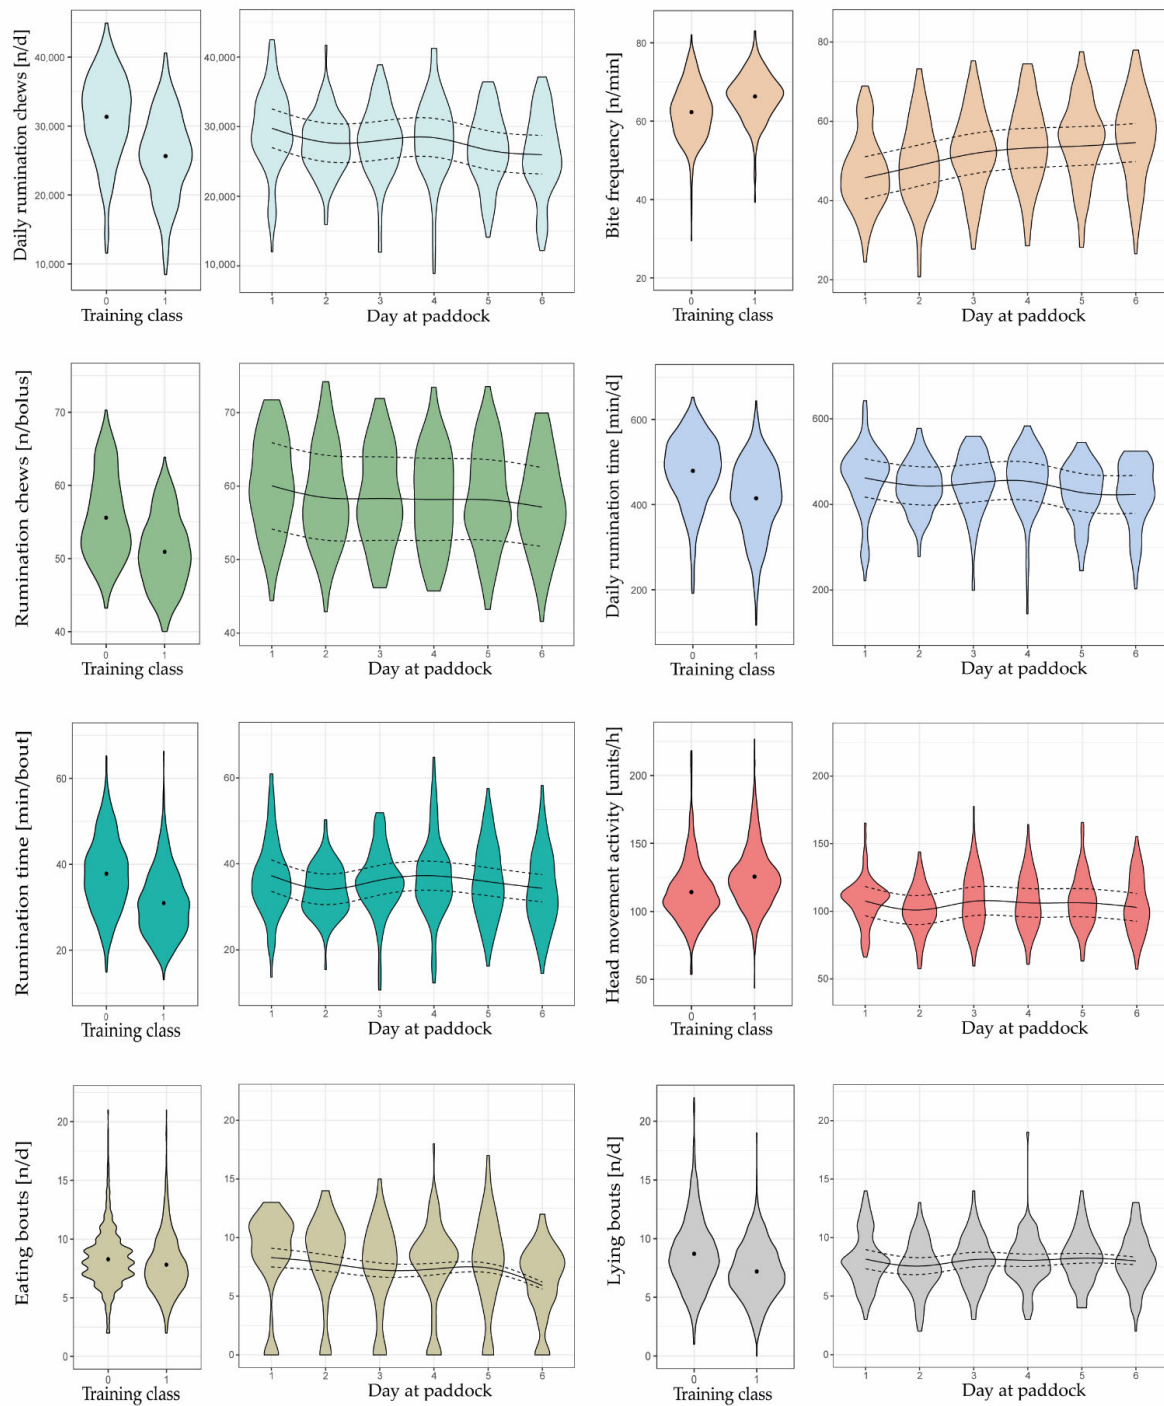 Daily rumination chews [n/d]
40,000
30,000
20,000
10,000
0 1
Training class
40,000
30,000
20,000
10,000
1 2 3 4 5 6
Day at paddock
Bite frequency [n/min]
80
60
40
20
0 1
Training class
80
60
40
20
1 2 3 4 5 6
Day at paddock
Rumination chews [n/bolus]
70
60
50
40
0 1
Training class
70
60
50
40
1 2 3 4 5 6
Day at paddock
Daily rumination time [min/d]
600
400
200
0 1
Training class
600
400
200
1 2 3 4 5 6
Day at paddock
Rumination time [min/bout]
60
40
20
0 1
Training class
60
40
20
1 2 3 4 5 6
Day at paddock
Head movement activity [units/h]
200
150
100
50
0 1
Training class
200
150
100
50
1 2 3 4 5 6
Day at paddock
Eating bouts [n/d]
20
15
10
5
0
0 1
Training class
20
15
10
5
0
1 2 3 4 5 6
Day at paddock
Lying bouts [n/d]
20
15
10
5
0
0 1
Training class
20
15
10
5
0
1 2 3 4 5 6
Day at paddock